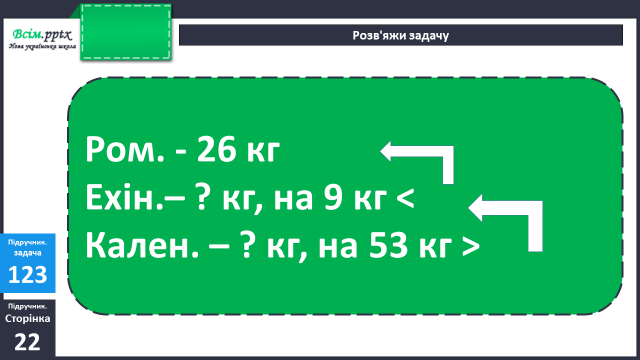 Всім.pptx
Нова українська школа
Розв'яжи задачу
Ром. - 26 кг
Ехін.– ? кг, на 9 кг <
Кален. – ? кг, на 53 кг >
Підручник.
задача
123
Підручник.
Сторінка
22